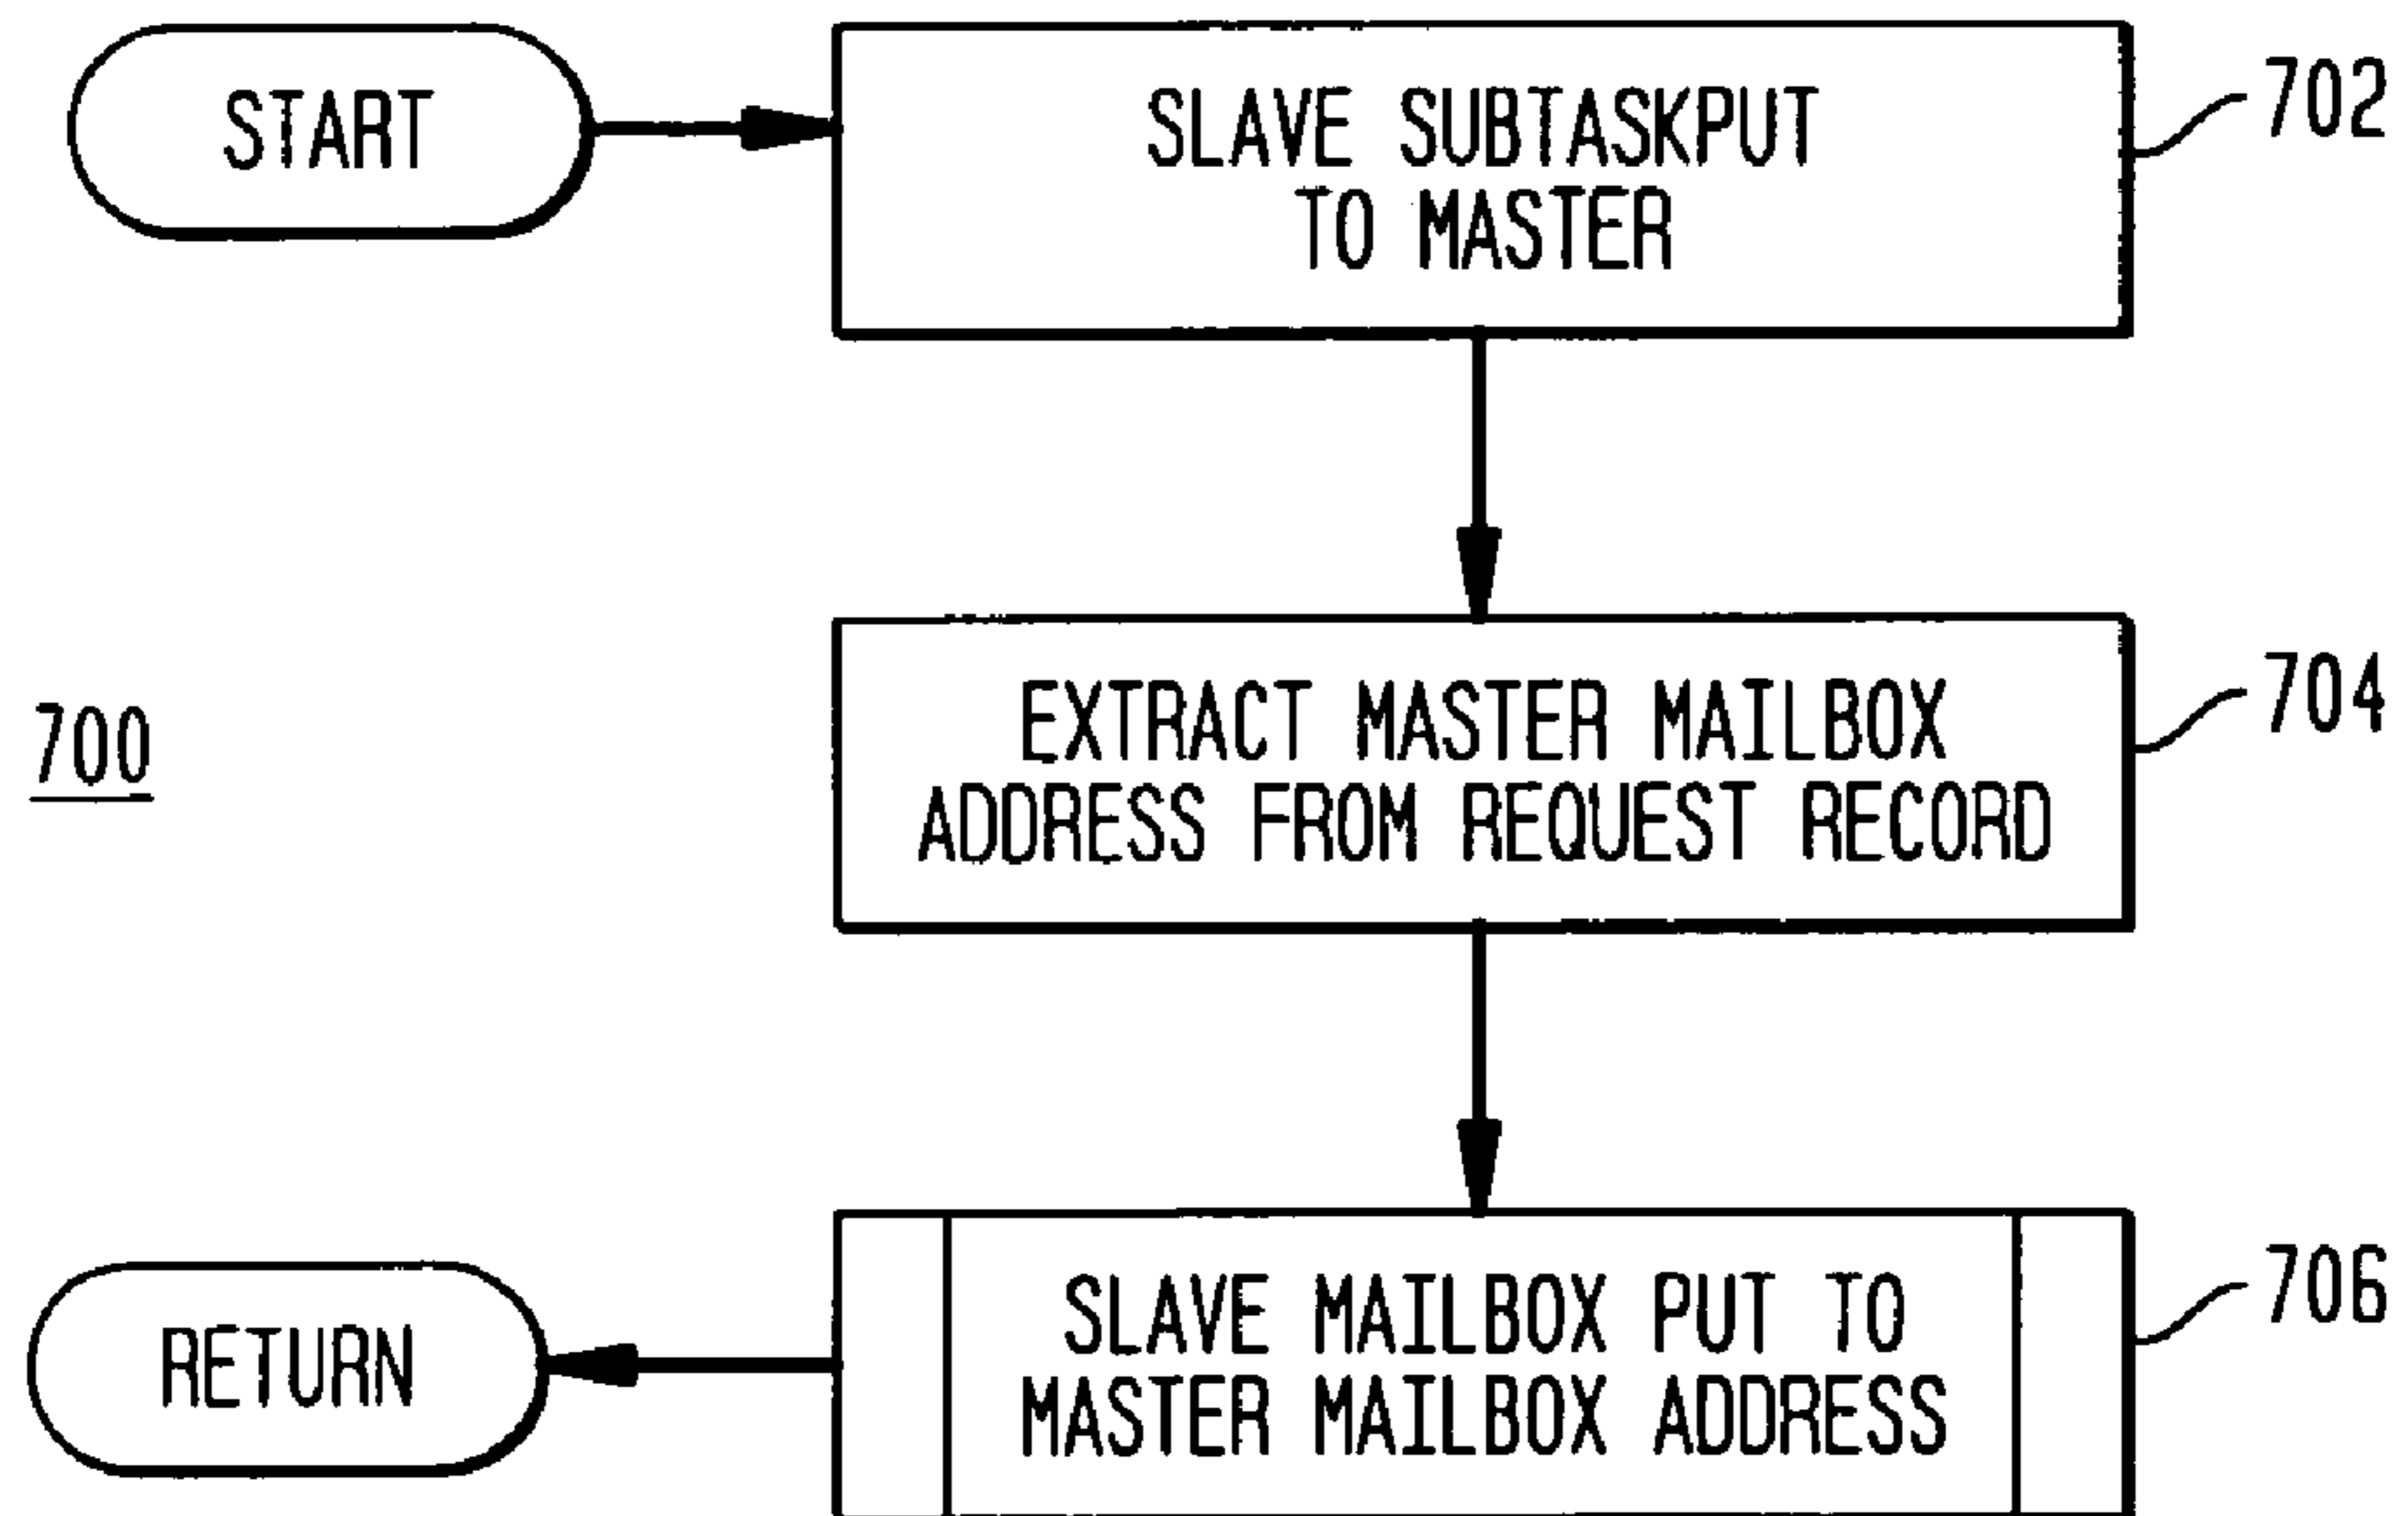 START
SLAVE SUBTASKPUT
TO MASTER
702
EXTRACT MASTER MAILBOX
ADDRESS FROM REQUEST RECORD
704
700
SLAVE MAILBOX PUT TO
MASTER MAILBOX ADDRESS
706
RETURN